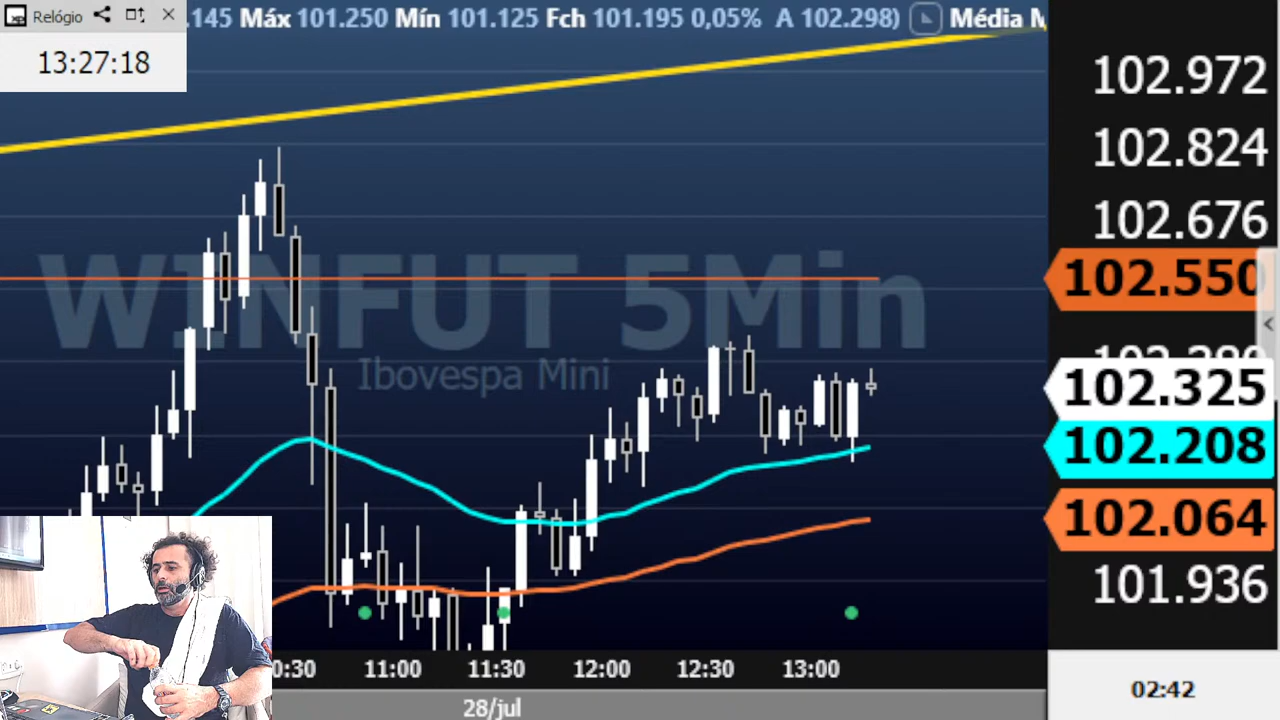 Relógio
.145 Máx 101.250 Mín 101.125 Fch 101.195 0,05% A 102.298) Média M
13:27:18
102.972
102.824
102.676
WINFUT 5Min
102.550
Ibovespa Mini
102.325
102.208
102.064
101.936
0:30 11:00 11:30 12:00 12:30 13:00
28/jul
02:42